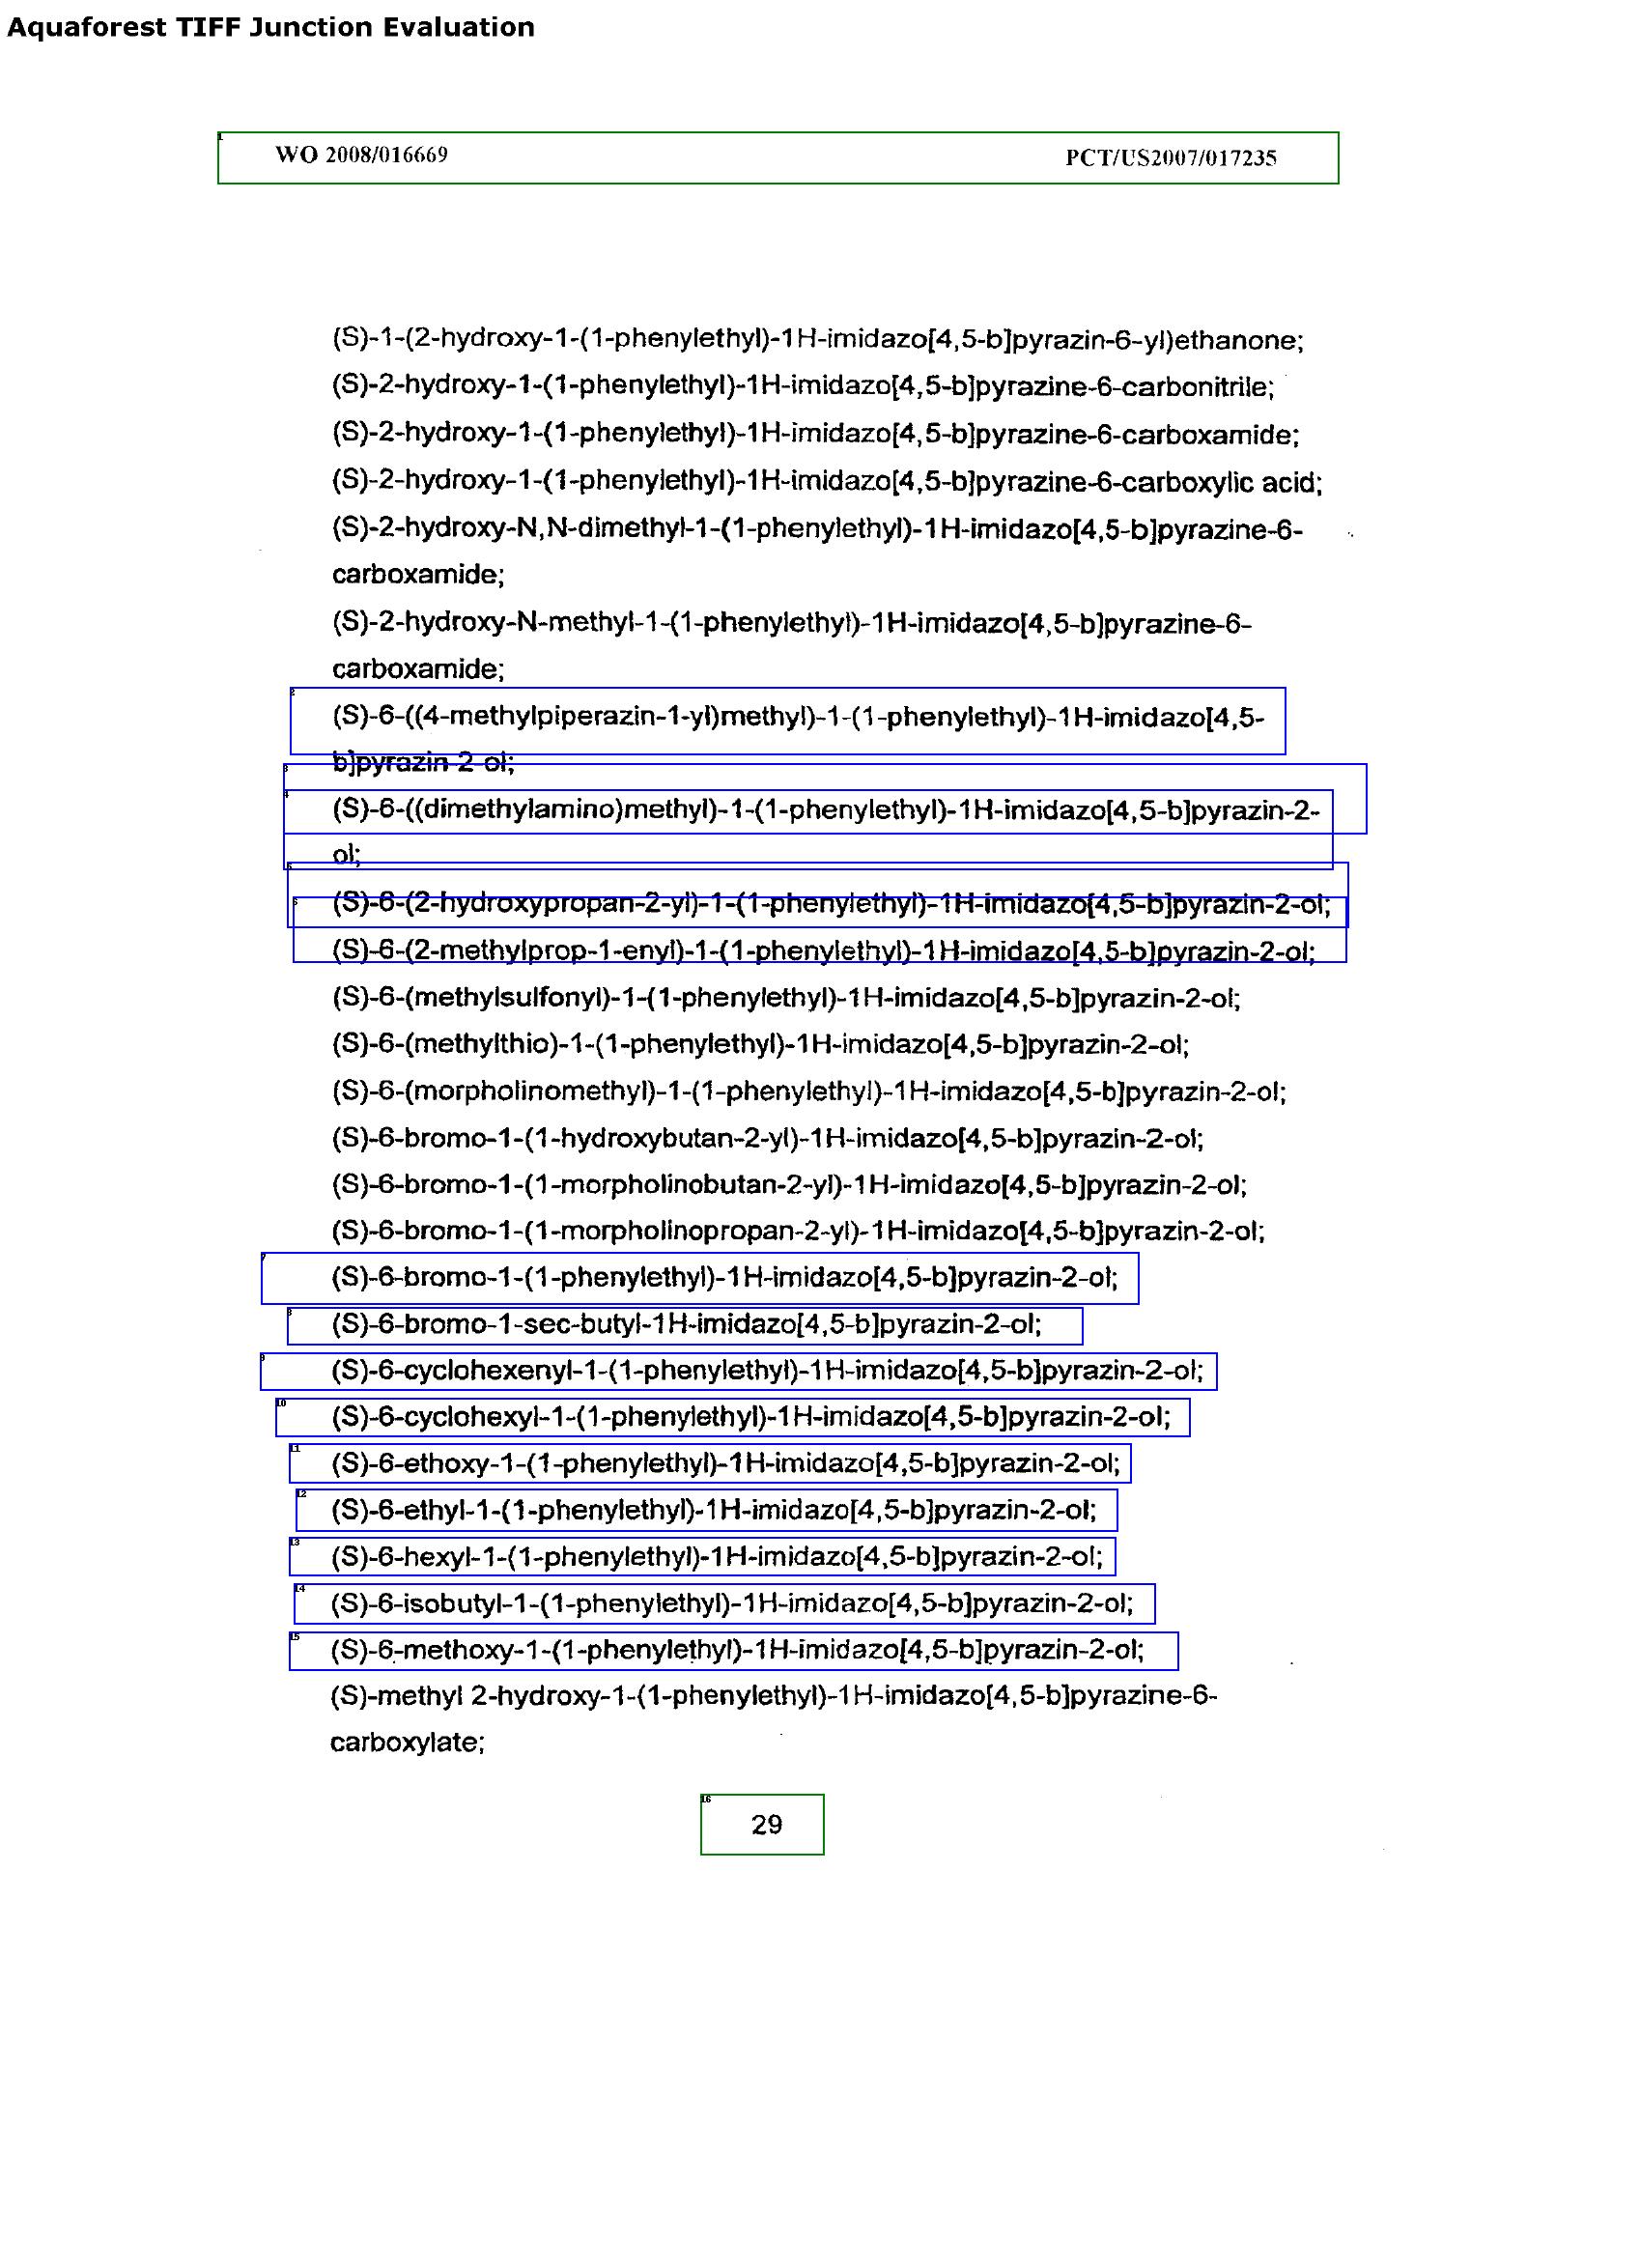 Aquaforest TIFF Junction Evaluation
WO 2008/016669 PCT/US2007/017235
(S)-1-(2-hydroxy-1-(1-phenylethyl)-1H-imidazo[4,5-b]pyrazin-6-yl)ethanone;
(S)-2-hydroxy-1-(1-phenylethyl)-1H-imidazo[4,5-b]pyrazine-6-carbonitrile;
(S)-2-hydroxy-1-(1-phenylethyl)-1H-imidazo[4,5-b]pyrazine-6-carboxamide;
(S)-2-hydroxy-1-(1-phenylethyl)-1H-imidazo[4,5-b]pyrazine-6-carboxylic acid;
(S)-2-hydroxy-N,N-dimethyl-1-(1-phenylethyl)-1H-imidazo[4,5-b]pyrazine-6-
carboxamide;
(S)-2-hydroxy-N-methyl-1-(1-phenylethyl)-1H-imidazo[4,5-b]pyrazine-6-
carboxamide;
(S)-6-((4-methylpiperazin-1-yl)methyl)-1-(1-phenylethyl)-1H-imidazo[4,5-
b]pyrazin-2-ol;
(S)-6-((dimethylamino)methyl)-1-(1-phenylethyl)-1H-imidazo[4,5-b]pyrazin-2-
ol;
(S)-6-(2-hydroxypropan-2-yl)-1-(1-phenylethyl)-1H-imidazo[4,5-b]pyrazin-2-ol;
(S)-6-(2-methylprop-1-enyl)-1-(1-phenylethyl)-1H-imidazo[4,5-b]pyrazin-2-ol;
(S)-6-(methylsulfonyl)-1-(1-phenylethyl)-1H-imidazo[4,5-b]pyrazin-2-ol;
(S)-6-(methylthio)-1-(1-phenylethyl)-1H-imidazo[4,5-b]pyrazin-2-ol;
(S)-6-(morpholinomethyl)-1-(1-phenylethyl)-1H-imidazo[4,5-b]pyrazin-2-ol;
(S)-6-bromo-1-(1-hydroxybutan-2-yl)-1H-imidazo[4,5-b]pyrazin-2-ol;
(S)-6-bromo-1-(1-morpholinobutan-2-yl)-1H-imidazo[4,5-b]pyrazin-2-ol;
(S)-6-bromo-1-(1-morpholinopropan-2-yl)-1H-imidazo[4,5-b]pyrazin-2-ol;
(S)-6-bromo-1-(1-phenylethyl)-1H-imidazo[4,5-b]pyrazin-2-ol;
(S)-6-bromo-1-sec-butyl-1H-imidazo[4,5-b]pyrazin-2-ol;
(S)-6-cyclohexenyl-1-(1-phenylethyl)-1H-imidazo[4,5-b]pyrazin-2-ol;
(S)-6-cyclohexyl-1-(1-phenylethyl)-1H-imidazo[4,5-b]pyrazin-2-ol;
(S)-6-ethoxy-1-(1-phenylethyl)-1H-imidazo[4,5-b]pyrazin-2-ol;
(S)-6-ethyl-1-(1-phenylethyl)-1H-imidazo[4,5-b]pyrazin-2-ol;
(S)-6-hexyl-1-(1-phenylethyl)-1H-imidazo[4,5-b]pyrazin-2-ol;
(S)-6-isobutyl-1-(1-phenylethyl)-1H-imidazo[4,5-b]pyrazin-2-ol;
(S)-6-methoxy-1-(1-phenylethyl)-1H-imidazo[4,5-b]pyrazin-2-ol;
(S)-methyl 2-hydroxy-1-(1-phenylethyl)-1H-imidazo[4,5-b]pyrazine-6-
carboxylate;
29